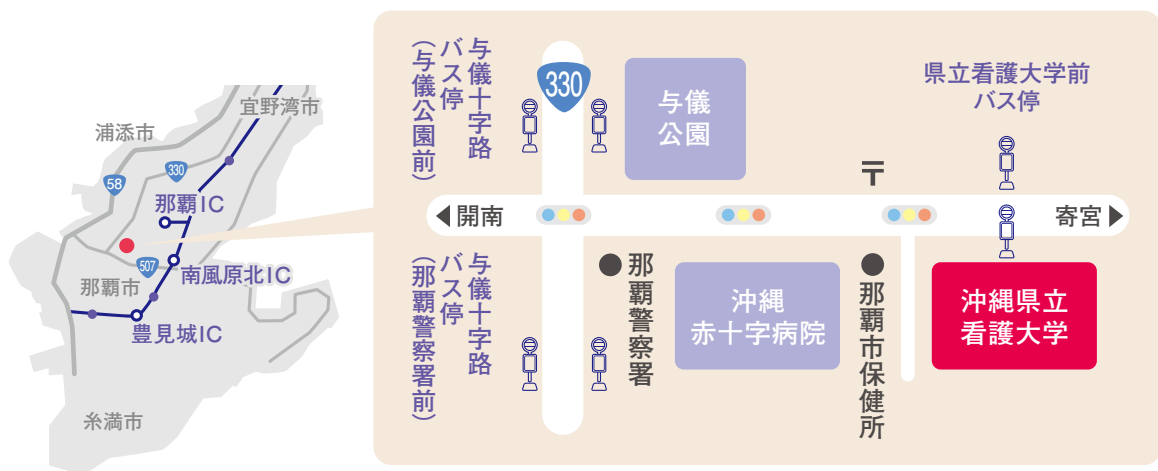 宜野湾市
浦添市
330
58
那覇IC
507
南風原北IC
那覇市
豊見城IC
糸満市
与儀十字路
バス停
(与儀公園前)
330
与儀
公園
県立看護大学前
バス停
〒
開南
寄宮
与儀十字路
バス停
(那覇警察署前)
那覇警察署
沖縄
赤十字病院
那覇市保健所
沖縄県立
看護大学